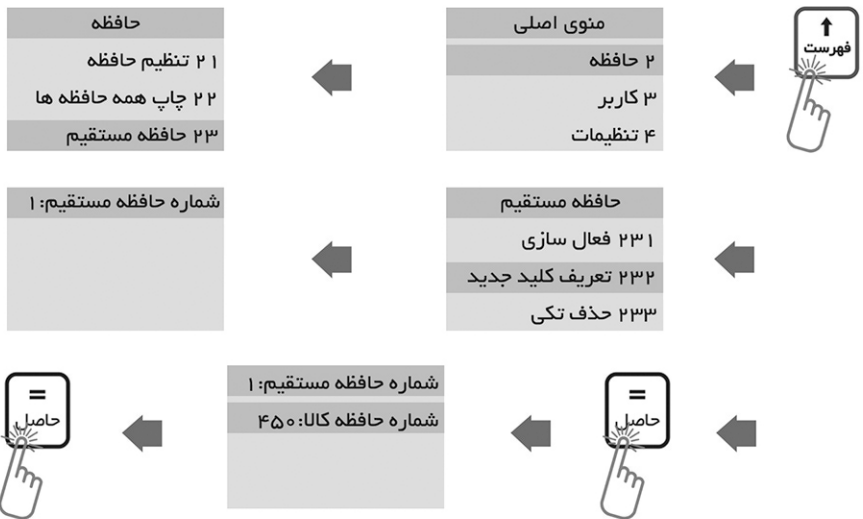 ↑
فهرست
منوی اصلی
۲ حافظه
۳ کاربر
۴ تنظیمات
حافظه
۲۱ تنظیم حافظه
۲۲ چاپ همه حافظه ها
۲۳ حافظه مستقیم
حافظه مستقیم
۲۳۱ فعال سازی
۲۳۲ تعریف کلید جدید
۲۳۳ حذف تکی
شماره حافظه مستقیم:۱
=
حاصل
شماره حافظه مستقیم:۱
شماره حافظه کالا:۴۵۰
=
حاصل